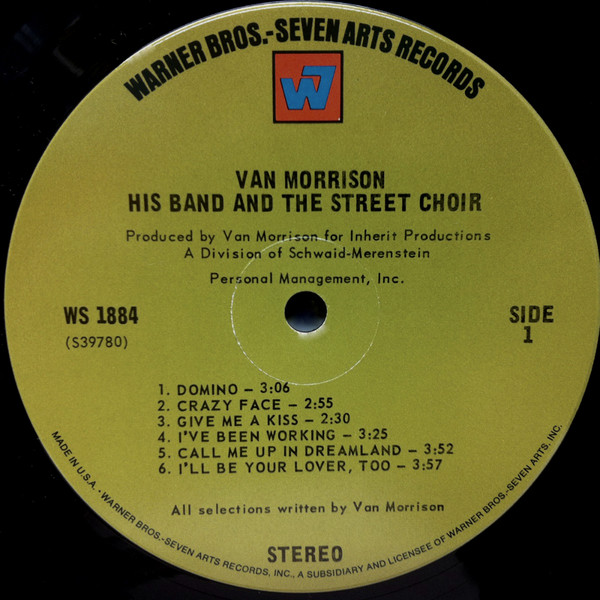 WARNER BROS.-SEVEN ARTS RECORDS
W7
VAN MORRISON
HIS BAND AND THE STREET CHOIR
Produced by Van Morrison for Inherit Productions
A Division of Schwaid-Merenstein
Personal Management, Inc.
WS 1884
(S39780)
SIDE
1
1. DOMINO – 3:06
2. CRAZY FACE – 2:55
3. GIVE ME A KISS – 2:30
4. I'VE BEEN WORKING – 3:25
5. CALL ME UP IN DREAMLAND – 3:52
6. I'LL BE YOUR LOVER, TOO – 3:57
All selections written by Van Morrison
STEREO
MADE IN U.S.A. · WARNER BROS.-SEVEN ARTS RECORDS, INC., A SUBSIDIARY AND LICENSEE OF WARNER BROS.-SEVEN ARTS, INC.